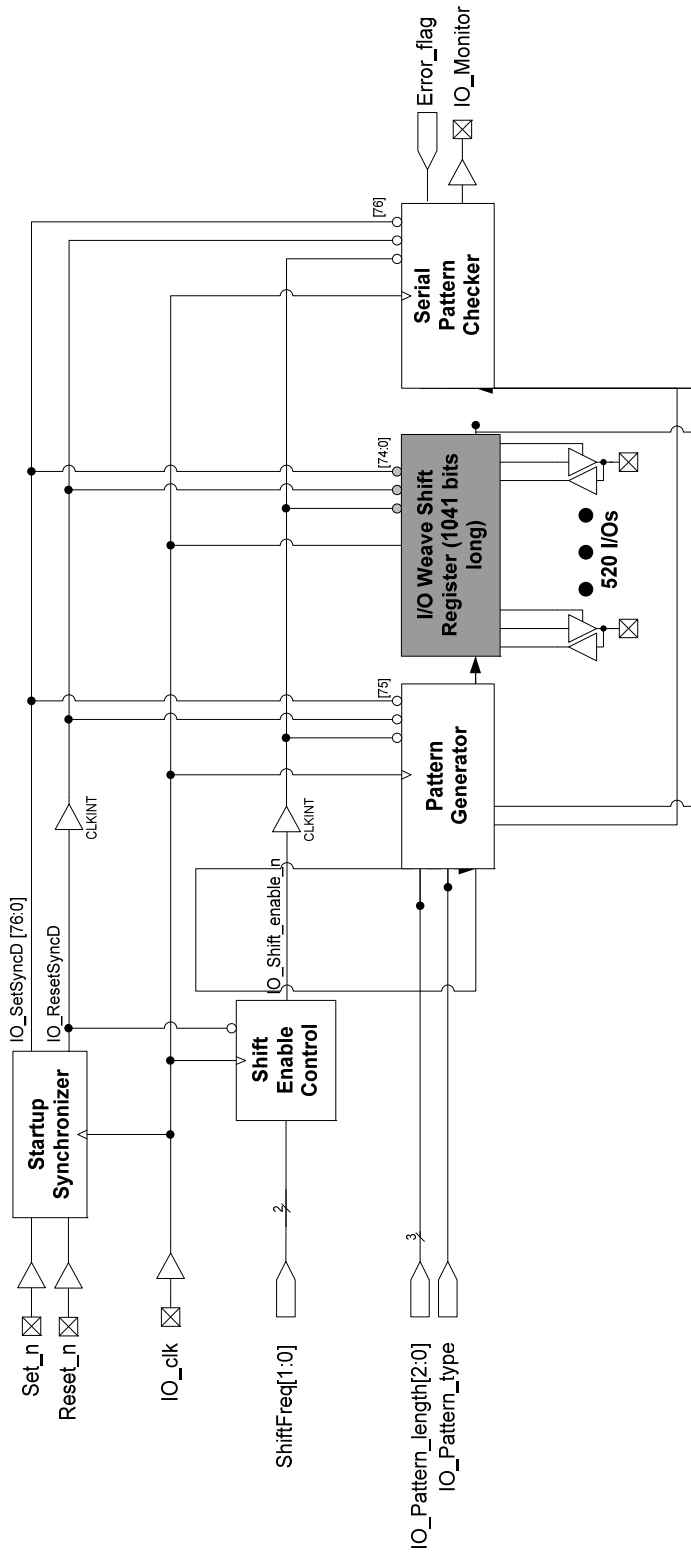 Set_n
Reset_n
IO_clk
ShiftFreq[1:0]
IO_Pattern_length[2:0]
IO_Pattern_type
2
3
Startup
Synchronizer
Shift
Enable
Control
IO_SetSyncD [76:0]
IO_ResetSyncD
IO_Shift_enable_n
CLKINT
CLKINT
[75]
Pattern
Generator
[74:0]
I/O Weave Shift
Register (1041 bits
long)
520 I/Os
[76]
Serial
Pattern
Checker
Error_flag
IO_Monitor